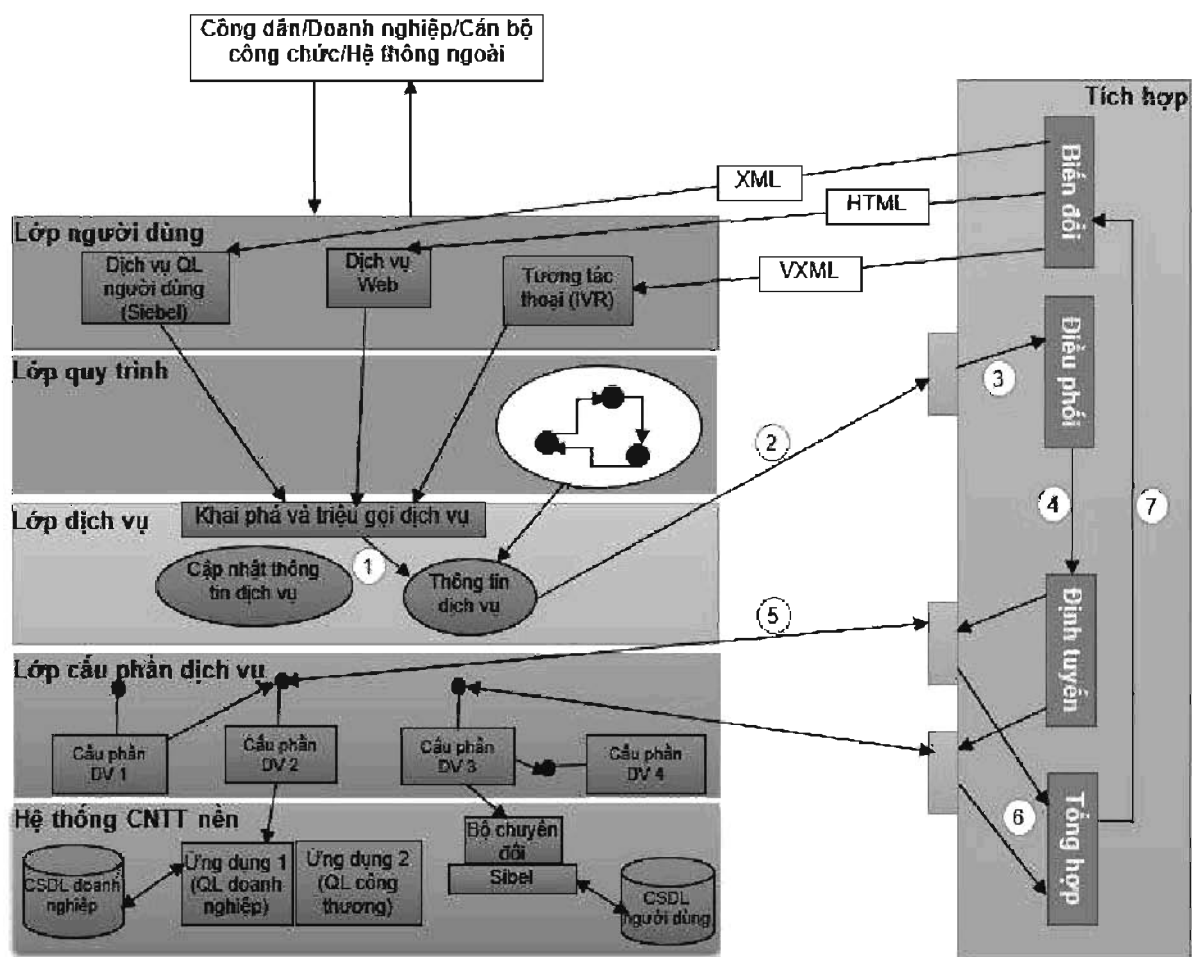 Công dân/Doanh nghiệp/Cán bộ
công chức/Hệ thông ngoài
Tích hợp
Biến đổi
XML
HTML
VXML
Lớp người dùng
Dịch vụ QL
người dùng
(Siebel)
Dịch vụ
Web
Tương tác
thoại (IVR)
Điều phối
3
Lớp quy trình
2
4
7
Lớp dịch vụ
Khai phá và triệu gọi dịch vụ
1
Cập nhật thông
tin dịch vụ
Thông tin
dịch vụ
Định tuyến
5
Lớp cấu phần dịch vụ
Cấu phần
DV 1
Cấu phần
DV 2
Cấu phần
DV 3
Cấu phần
DV 4
Tổng hợp
6
Hệ thống CNTT nền
CSDL doanh
nghiệp
Ứng dụng 1
(QL doanh
nghiệp)
Ứng dụng 2
(QL công
thương)
Bộ chuyển
đổi
Sibel
CSDL
người dùng